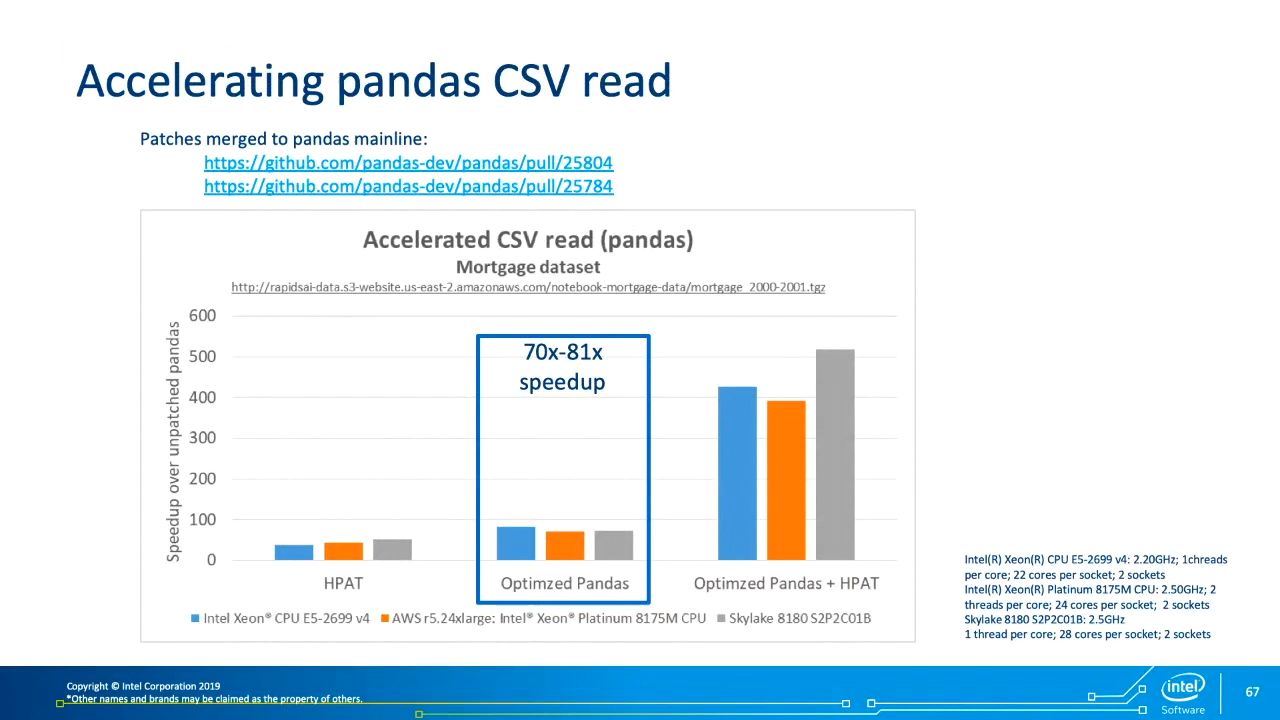 Accelerating pandas CSV read
Patches merged to pandas mainline:
https://github.com/pandas-dev/pandas/pull/25804
https://github.com/pandas-dev/pandas/pull/25784
Accelerated CSV read (pandas)
Mortgage dataset
http://rapidsai-data.s3-website.us-east-2.amazonaws.com/notebook-mortgage-data/mortgage_2000-2001.tgz
Speedup over unpatched pandas
600
500
400
300
200
100
0
70x-81x
speedup
HPAT
Optimzed Pandas
Optimzed Pandas + HPAT
Intel Xeon® CPU E5-2699 v4
AWS r5.24xlarge: Intel® Xeon® Platinum 8175M CPU
Skylake 8180 S2P2C01B
Intel(R) Xeon(R) CPU E5-2699 v4: 2.20GHz; 1chreads
per core; 22 cores per socket; 2 sockets
Intel(R) Xeon(R) Platinum 8175M CPU: 2.50GHz; 2
threads per core; 24 cores per socket; 2 sockets
Skylake 8180 S2P2C01B: 2.5GHz
1 thread per core; 28 cores per socket; 2 sockets
Copyright © Intel Corporation 2019
*Other names and brands may be claimed as the property of others.
intel
Software
67